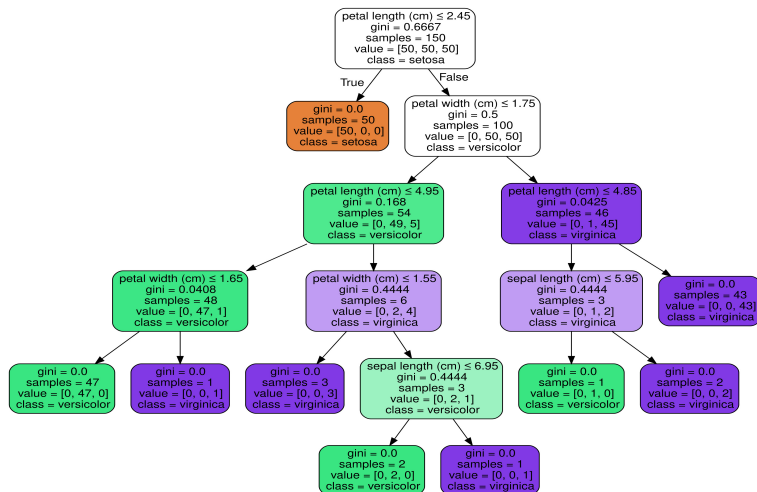 petal length (cm) ≤ 2.45
gini = 0.6667
samples = 150
value = [50, 50, 50]
class = setosa
True
False
gini = 0.0
samples = 50
value = [50, 0, 0]
class = setosa
petal width (cm) ≤ 1.75
gini = 0.5
samples = 100
value = [0, 50, 50]
class = versicolor
petal length (cm) ≤ 4.95
gini = 0.168
samples = 54
value = [0, 49, 5]
class = versicolor
petal length (cm) ≤ 4.85
gini = 0.0425
samples = 46
value = [0, 1, 45]
class = virginica
petal width (cm) ≤ 1.65
gini = 0.0408
samples = 48
value = [0, 47, 1]
class = versicolor
petal width (cm) ≤ 1.55
gini = 0.4444
samples = 6
value = [0, 2, 4]
class = virginica
sepal length (cm) ≤ 5.95
gini = 0.4444
samples = 3
value = [0, 1, 2]
class = virginica
gini = 0.0
samples = 43
value = [0, 0, 43]
class = virginica
gini = 0.0
samples = 47
value = [0, 47, 0]
class = versicolor
gini = 0.0
samples = 1
value = [0, 0, 1]
class = virginica
gini = 0.0
samples = 3
value = [0, 0, 3]
class = virginica
sepal length (cm) ≤ 6.95
gini = 0.4444
samples = 3
value = [0, 2, 1]
class = versicolor
gini = 0.0
samples = 1
value = [0, 1, 0]
class = versicolor
gini = 0.0
samples = 2
value = [0, 0, 2]
class = virginica
gini = 0.0
samples = 2
value = [0, 2, 0]
class = versicolor
gini = 0.0
samples = 1
value = [0, 0, 1]
class = virginica